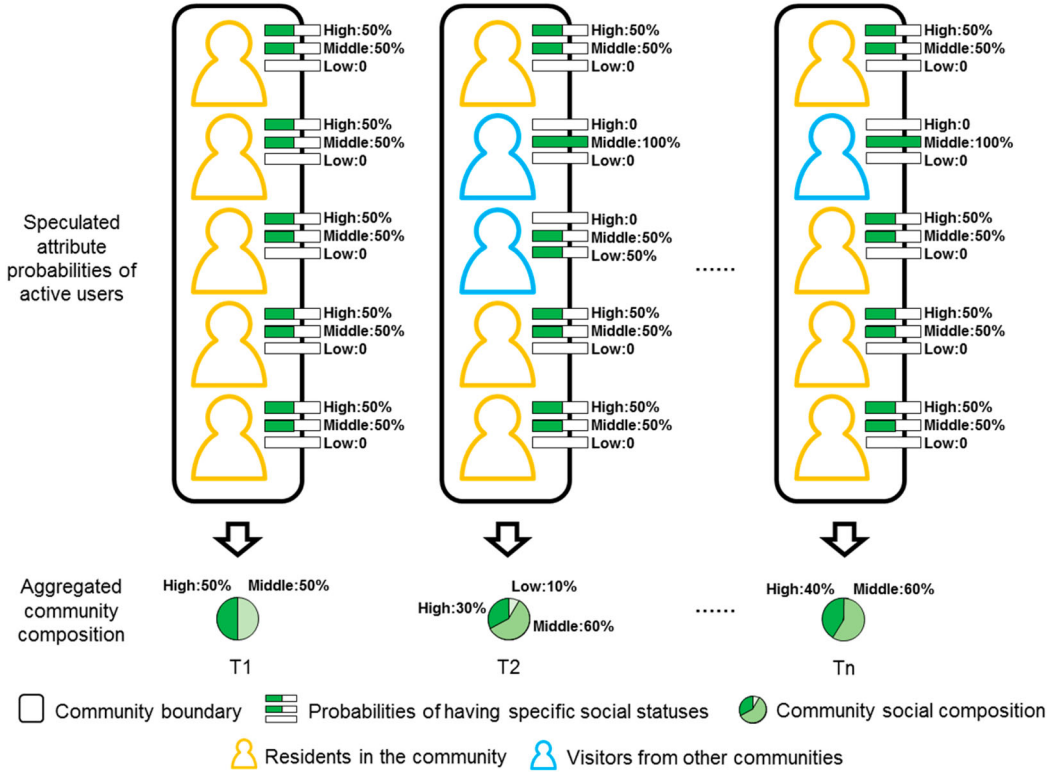 High:50%
Middle:50%
Low:0
High:50%
Middle:50%
Low:0
High:50%
Middle:50%
Low:0
High:50%
Middle:50%
Low:0
High:0
Middle:100%
Low:0
High:0
Middle:100%
Low:0
Speculated
attribute
probabilities of
active users
High:50%
Middle:50%
Low:0
High:0
Middle:50%
Low:50%
......
High:50%
Middle:50%
Low:0
High:50%
Middle:50%
Low:0
High:50%
Middle:50%
Low:0
High:50%
Middle:50%
Low:0
High:50%
Middle:50%
Low:0
High:50%
Middle:50%
Low:0
High:50%
Middle:50%
Low:0
Aggregated
community
composition
High:50% Middle:50%
Low:10%
High:30%
Middle:60%
......
High:40% Middle:60%
T1
T2
Tn
Community boundary
Probabilities of having specific social statuses
Community social composition
Residents in the community
Visitors from other communities